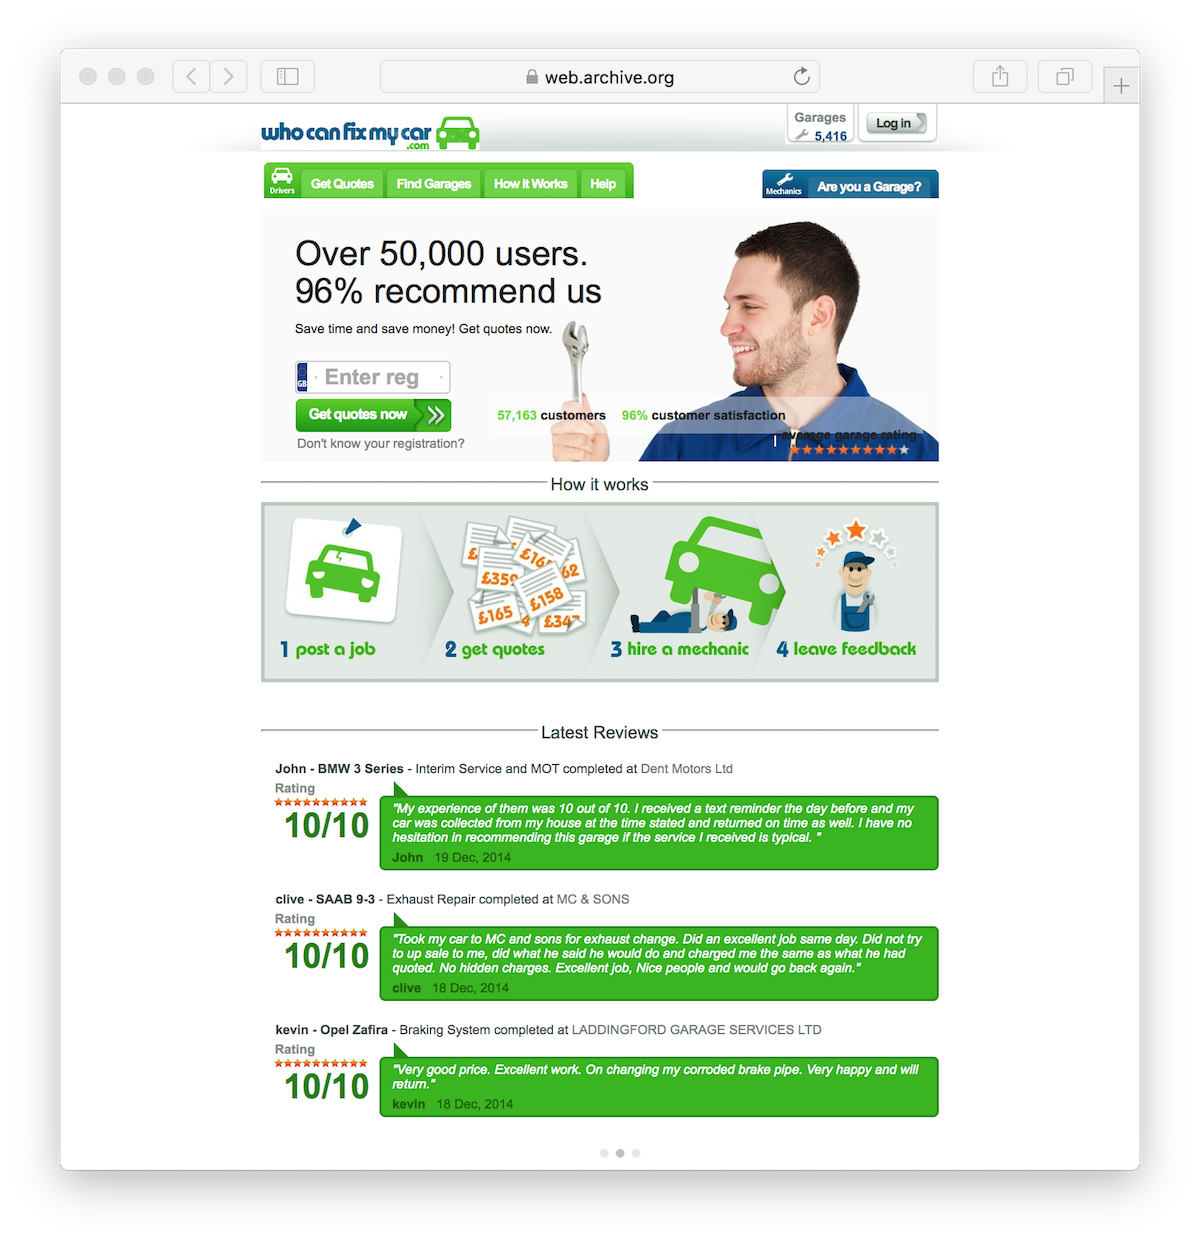 web.archive.org
who can fix my car
.com
Garages
5,416
Log in
Drivers
Get Quotes
Find Garages
How it Works
Help
Mechanics
Are you a Garage?
Over 50,000 users.
96% recommend us
Save time and save money! Get quotes now.
GB
Enter reg
Get quotes now
Don't know your registration?
57,163 customers
96% customer satisfaction
average garage rating
How it works
£359
£165
£158
62
1 post a job
2 get quotes
3 hire a mechanic
4 leave feedback
Latest Reviews
John - BMW 3 Series - Interim Service and MOT completed at Dent Motors Ltd
Rating
10/10
"My experience of them was 10 out of 10. I received a text reminder the day before and my
car was collected from my house at the time stated and returned on time as well. I have no
hesitation in recommending this garage if the service I received is typical. "
John 19 Dec, 2014
clive - SAAB 9-3 - Exhaust Repair completed at MC & SONS
Rating
10/10
"Took my car to MC and sons for exhaust change. Did an excellent job same day. Did not try
to up sale to me, did what he said he would do and charged me the same as what he had
quoted. No hidden charges. Excellent job, Nice people and would go back again."
clive 18 Dec, 2014
kevin - Opel Zafira - Braking System completed at LADDINGFORD GARAGE SERVICES LTD
Rating
10/10
"Very good price. Excellent work. On changing my corroded brake pipe. Very happy and will
return."
kevin 18 Dec, 2014